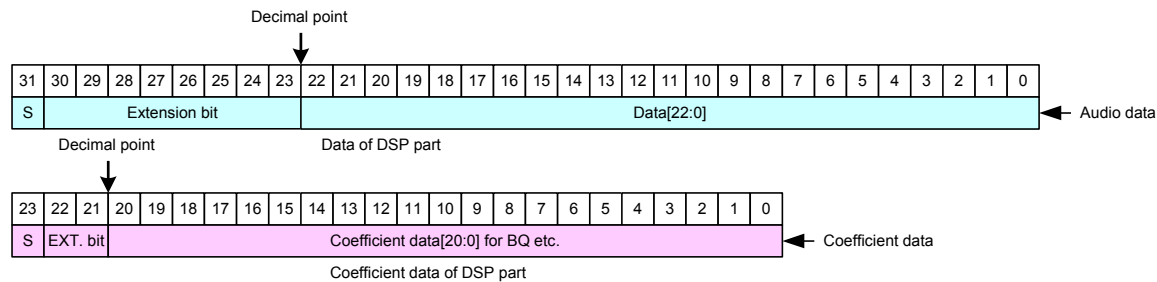 Decimal point
31 30 29 28 27 26 25 24 23 22 21 20 19 18 17 16 15 14 13 12 11 10 9 8 7 6 5 4 3 2 1 0
S Extension bit Data[22:0] Audio data
Decimal point Data of DSP part
23 22 21 20 19 18 17 16 15 14 13 12 11 10 9 8 7 6 5 4 3 2 1 0
S EXT. bit Coefficient data[20:0] for BQ etc. Coefficient data
Coefficient data of DSP part